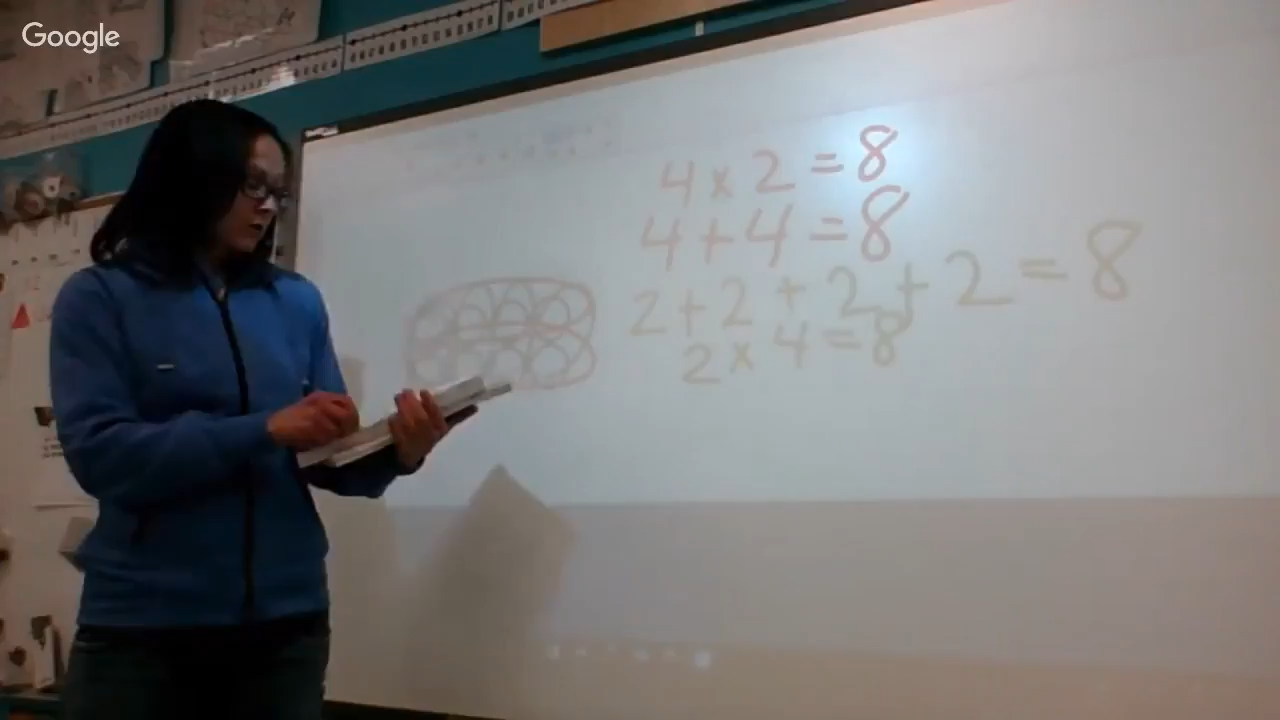 Google
4 x 2 = 8
4 + 4 = 8
2 + 2 + 2 + 2 = 8
2 x 4 = 8